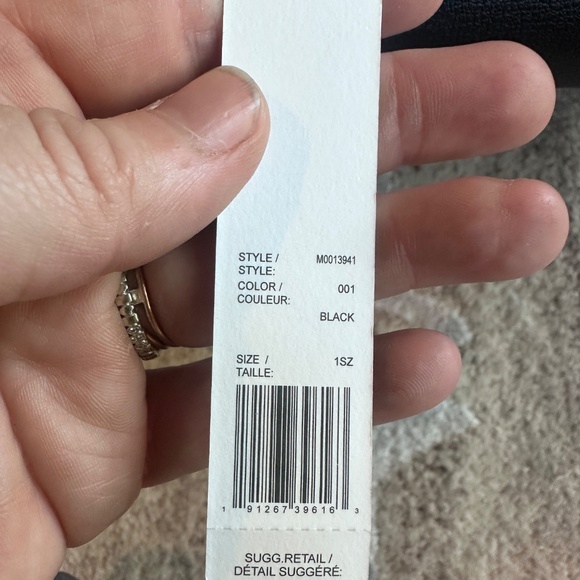 STYLE / M0013941
STYLE:
COLOR / 001
COULEUR:
BLACK
SIZE / 1SZ
TAILLE:
1 91267 39616 3
SUGG.RETAIL /
DÉTAIL SUGGÉRÉ: